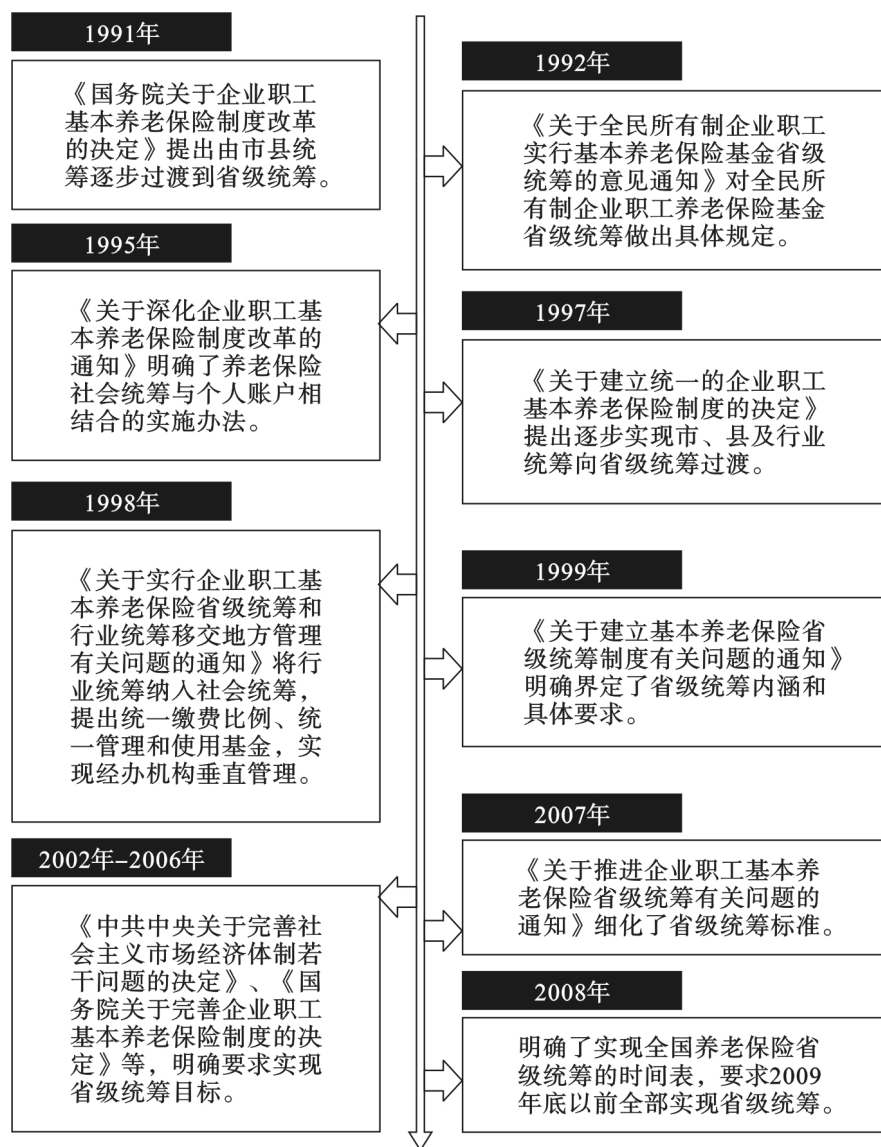 1991年
《国务院关于企业职工
基本养老保险制度改革
的决定》提出由市县统
筹逐步过渡到省级统筹。
1992年
《关于全民所有制企业职工
实行基本养老保险基金省级
统筹的意见通知》对全民所
有制企业职工养老保险基金
省级统筹做出具体规定。
1995年
《关于深化企业职工基
本养老保险制度改革的
通知》明确了养老保险
社会统筹与个人账户相
结合的实施办法。
1997年
《关于建立统一的企业职工
基本养老保险制度的决定》
提出逐步实现市、县及行业
统筹向省级统筹过渡。
1998年
《关于实行企业职工基
本养老保险省级统筹和
行业统筹移交地方管理
有关问题的通知》将行
业统筹纳入社会统筹，
提出统一缴费比例、统
一管理和使用基金，实
现经办机构垂直管理。
1999年
《关于建立基本养老保险省
级统筹制度有关问题的通知》
明确界定了省级统筹内涵和
具体要求。
2002年–2006年
《中共中央关于完善社
会主义市场经济体制若
干问题的决定》、《国
务院关于完善企业职工
基本养老保险制度的决
定》等，明确要求实现
省级统筹目标。
2007年
《关于推进企业职工基本养
老保险省级统筹有关问题的
通知》细化了省级统筹标准。
2008年
明确了实现全国养老保险省
级统筹的时间表，要求2009
年底以前全部实现省级统筹。